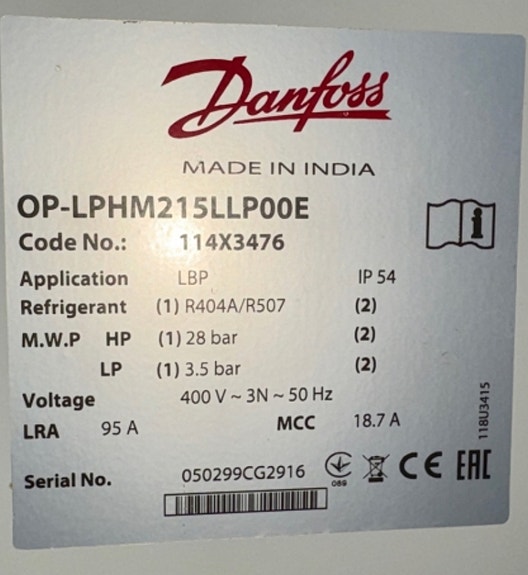 Danfoss
MADE IN INDIA
OP-LPHM215LLP00E
Code No.: 114X3476
Application LBP IP 54
Refrigerant (1) R404A/R507 (2)
M.W.P HP (1) 28 bar (2)
LP (1) 3.5 bar (2)
Voltage 400 V ~ 3N ~ 50 Hz
LRA 95 A MCC 18.7 A
118U3415
Serial No. 050299CG2916
089
CE EAC